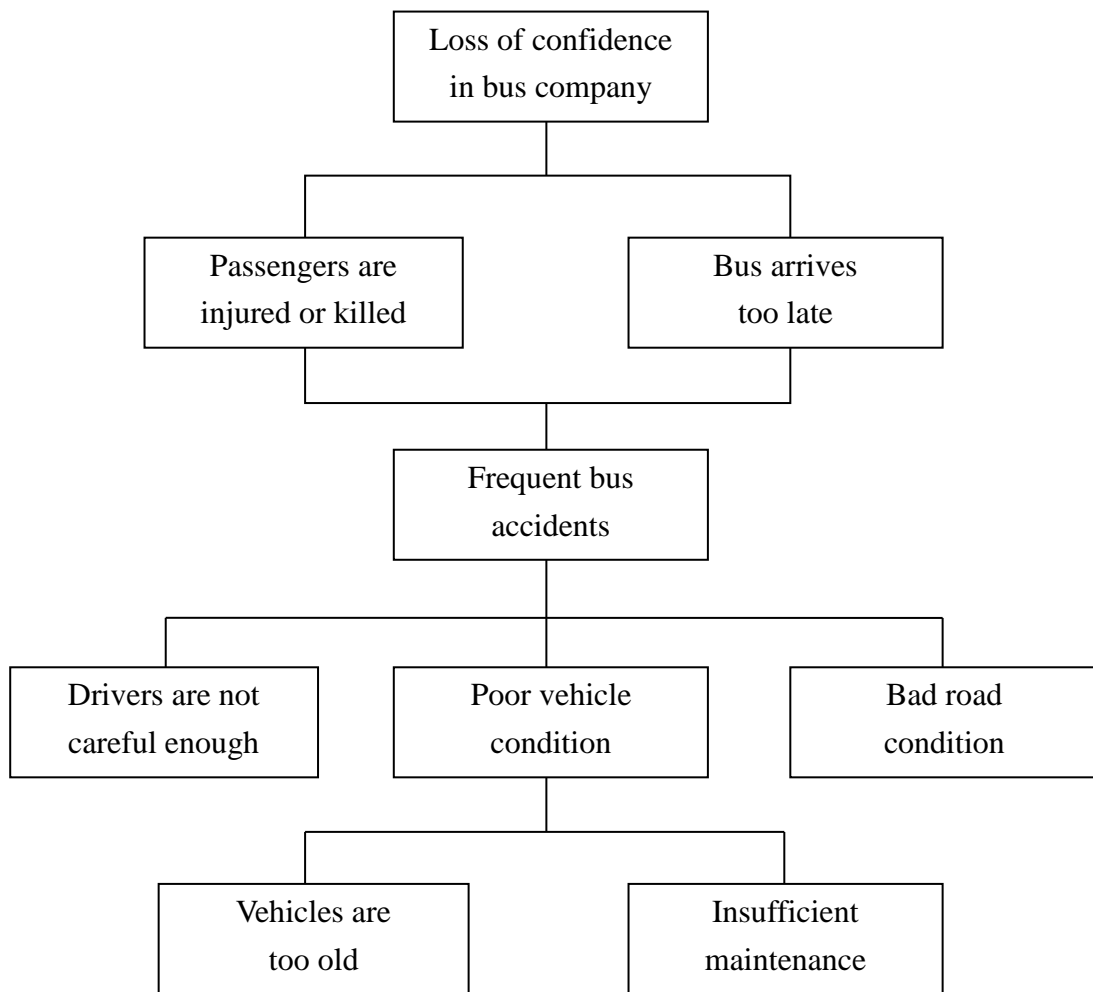 Loss of confidence
in bus company
Passengers are
injured or killed
Bus arrives
too late
Frequent bus
accidents
Drivers are not
careful enough
Poor vehicle
condition
Bad road
condition
Vehicles are
too old
Insufficient
maintenance